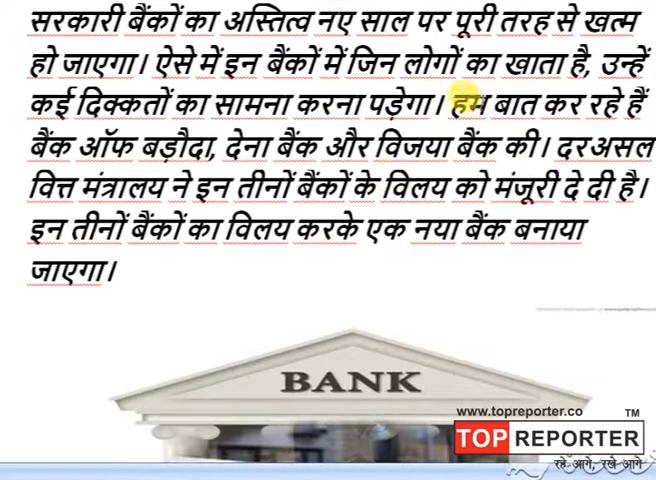 सरकारी बैंकों का अस्तित्व नए साल पर पूरी तरह से खत्म
हो जाएगा। ऐसे में इन बैंकों में जिन लोगों का खाता है, उन्हें
कई दिक्कतों का सामना करना पड़ेगा। हम बात कर रहे हैं
बैंक ऑफ बड़ौदा, देना बैंक और विजया बैंक की। दरअसल
वित्त मंत्रालय ने इन तीनों बैंकों के विलय को मंजूरी दे दी है।
इन तीनों बैंकों का विलय करके एक नया बैंक बनाया
जाएगा।
BANK
www.topreporter.co
TM
TOP REPORTER
रहें आगे, रखे आगे